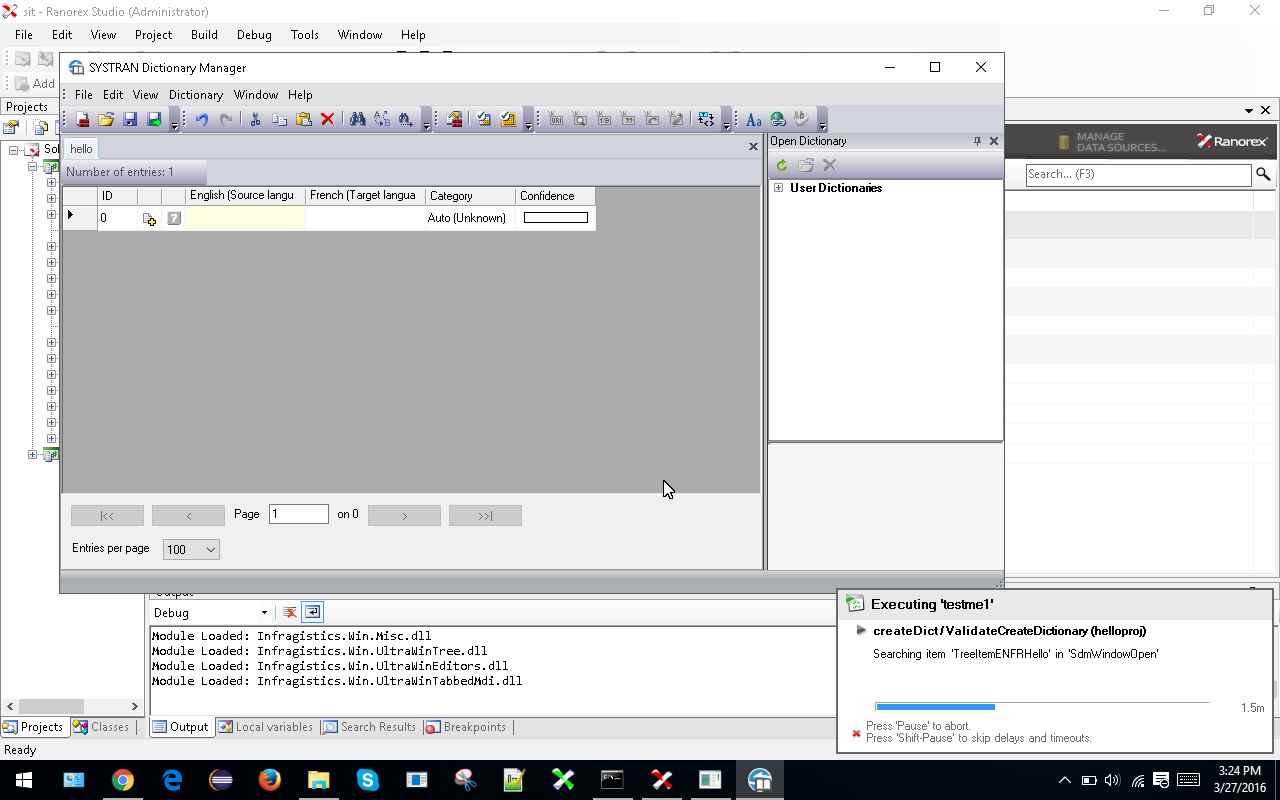 sit - Ranorex Studio (Administrator)
File Edit View Project Build Debug Tools Window Help
Add
Projects
SYSTRAN Dictionary Manager
File Edit View Dictionary Window Help
hello
Number of entries: 1
ID English (Source langu French (Target langua Category Confidence
0 Auto (Unknown)
Open Dictionary
User Dictionaries
MANAGE
DATA SOURCES...
Ranorex
Search... (F3)
|<< < Page 1 on 0 > >>|
Entries per page 100
Debug
Module Loaded: Infragistics.Win.Misc.dll
Module Loaded: Infragistics.Win.UltraWinTree.dll
Module Loaded: Infragistics.Win.UltraWinEditors.dll
Module Loaded: Infragistics.Win.UltraWinTabbedMdi.dll
Projects Classes Output Local variables Search Results Breakpoints
Ready
Executing 'testme1'
createDict/ValidateCreateDictionary (helloproj)
Searching item 'TreeItemENFRHello' in 'SdmWindowOpen'
1.5m
Press 'Pause' to abort.
Press 'Shift-Pause' to skip delays and timeouts.
3:24 PM
3/27/2016